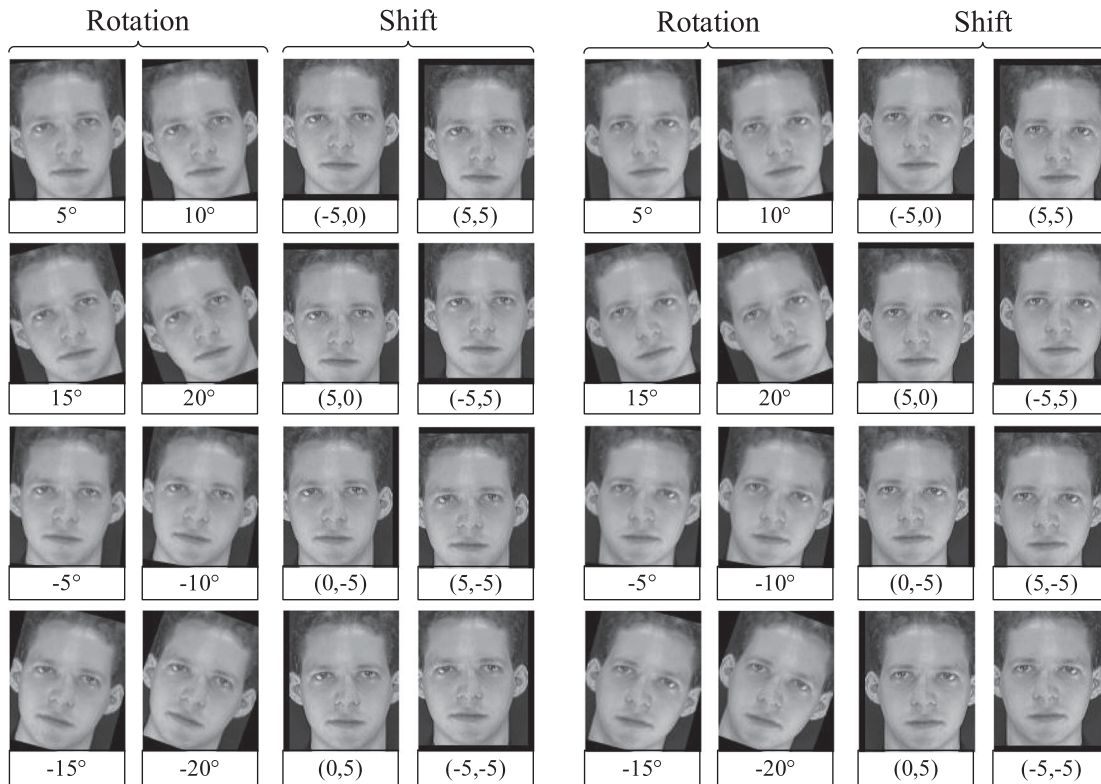 Rotation Shift Rotation Shift
5° 10° (-5,0) (5,5) 5° 10° (-5,0) (5,5)
15° 20° (5,0) (-5,5) 15° 20° (5,0) (-5,5)
-5° -10° (0,-5) (5,-5) -5° -10° (0,-5) (5,-5)
-15° -20° (0,5) (-5,-5) -15° -20° (0,5) (-5,-5)